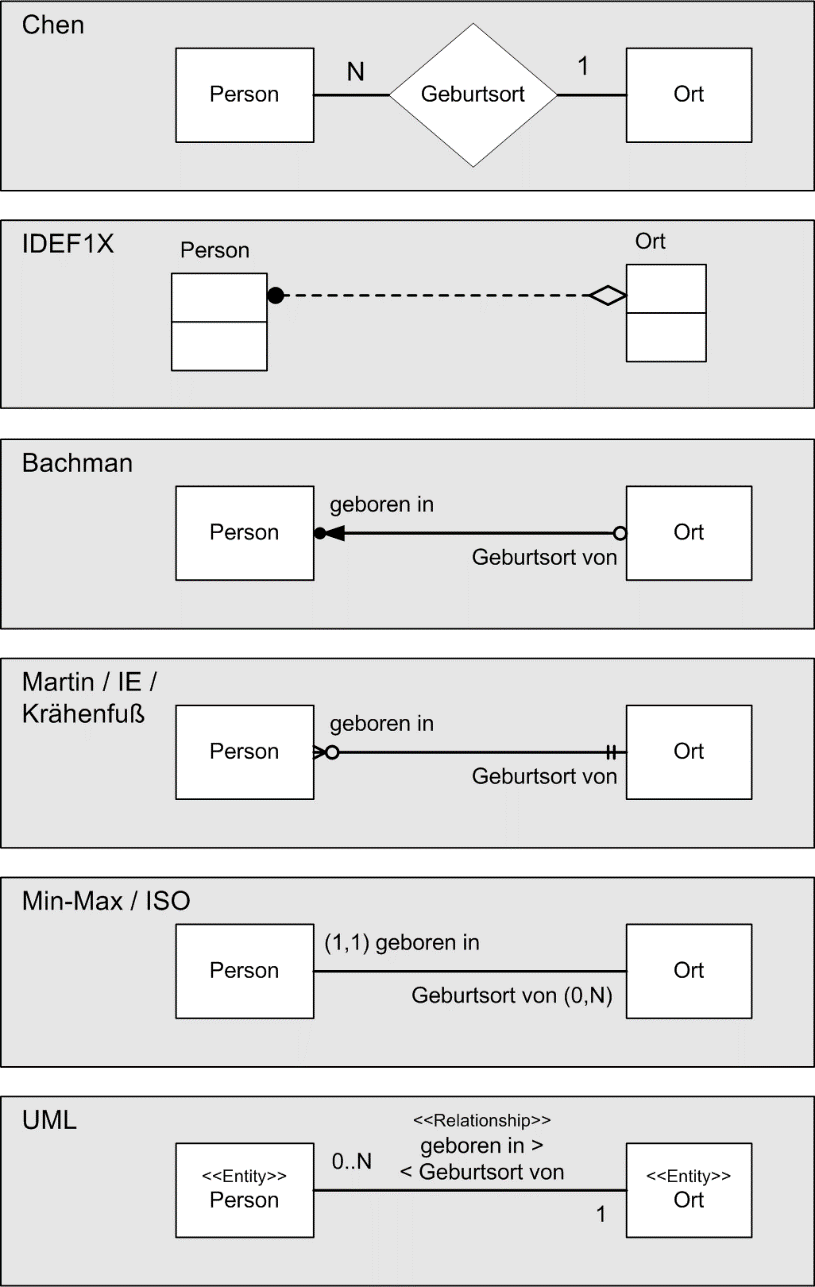 Chen
Person
N
Geburtsort
1
Ort
IDEF1X
Person
Ort
Bachman
Person
geboren in
Geburtsort von
Ort
Martin / IE /
Krähenfuß
Person
geboren in
Geburtsort von
Ort
Min-Max / ISO
Person
(1,1) geboren in
Geburtsort von (0,N)
Ort
UML
<<Entity>>
Person
0..N
<<Relationship>>
geboren in >
< Geburtsort von
1
<<Entity>>
Ort